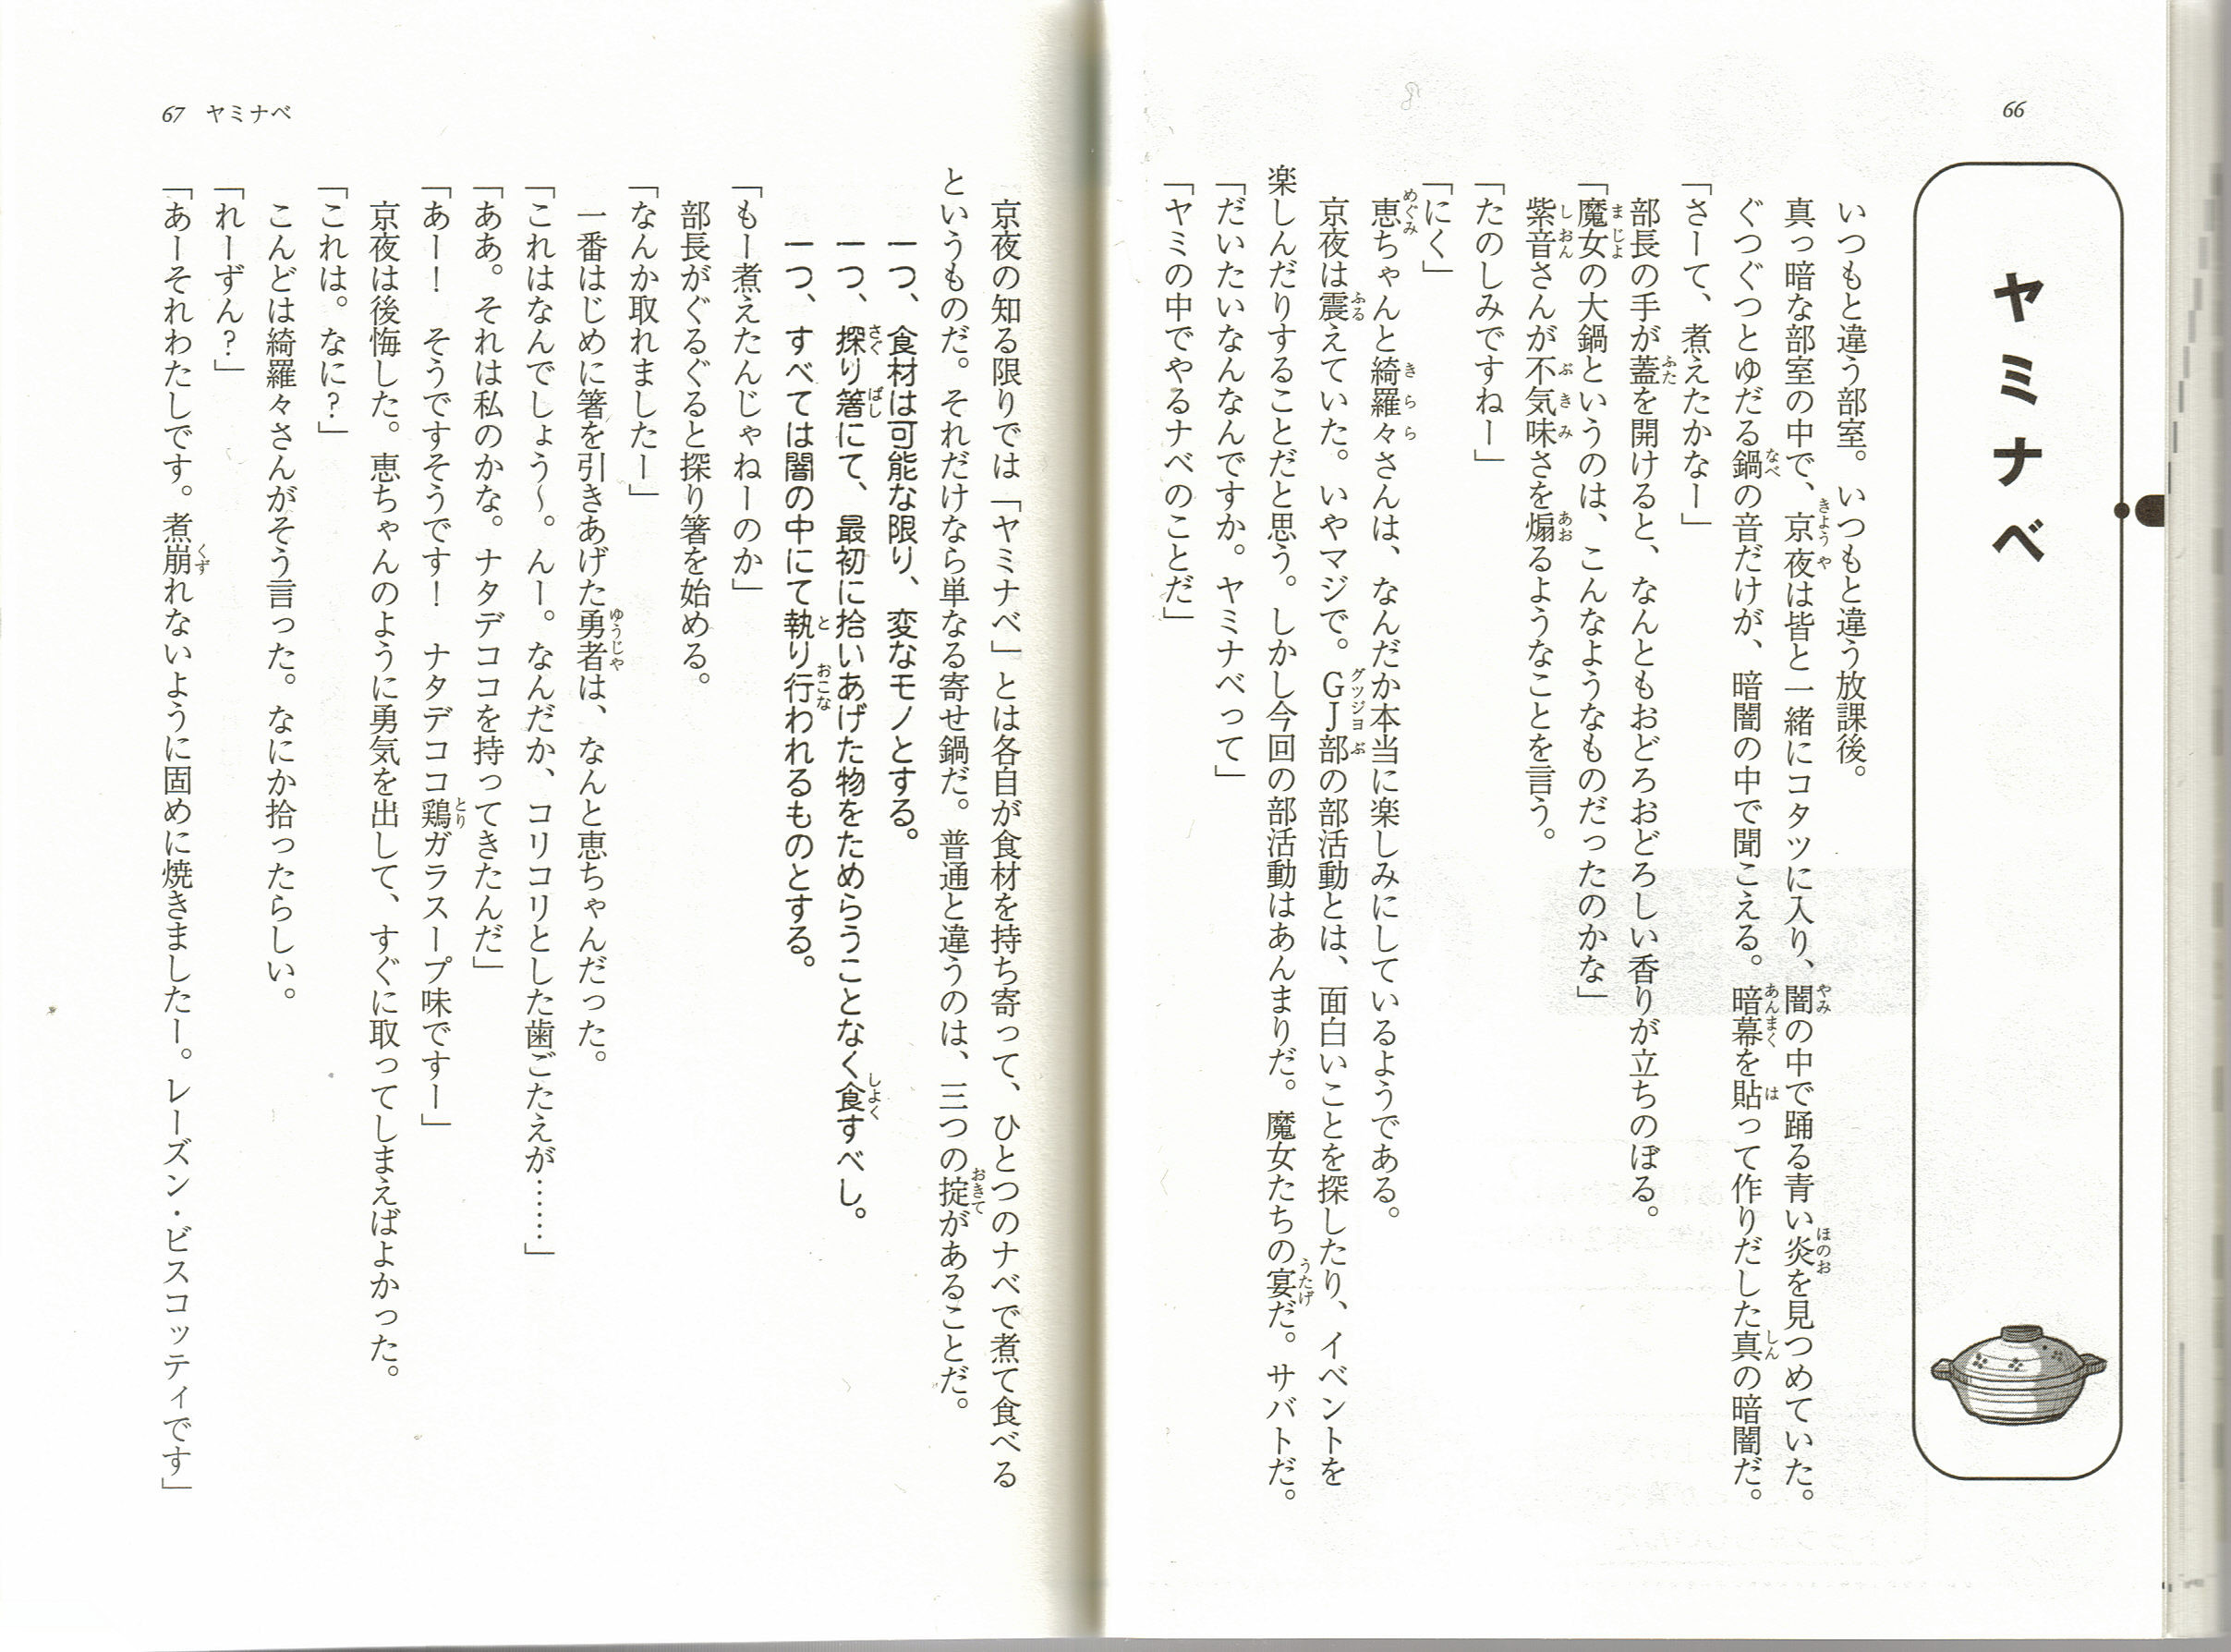 66
ヤミナベ
いつもと違う部室。いつもと違う放課後。
真っ暗な部室の中で、京夜は皆と一緒にコタツに入り、闇の中で踊る青い炎を見つめていた。
ぐつぐつとゆだる鍋の音だけが、暗闇の中で聞こえる。暗幕を貼って作りだした真の暗闇だ。
「さーて、煮えたかなー」
部長の手が蓋を開けると、なんともおどろおどろしい香りが立ちのぼる。
「魔女の大鍋というのは、こんなようなものだったのかな」
紫音さんが不気味さを煽るようなことを言う。
「たのしみですねー」
「にく」
恵ちゃんと綺羅々さんは、なんだか本当に楽しみにしているようである。
京夜は震えていた。いやマジで。GJ部の部活動とは、面白いことを探したり、イベントを
楽しんだりすることだと思う。しかし今回の部活動はあんまりだ。魔女たちの宴だ。サバトだ。
「だいたいなんなんですか。ヤミナベって」
「ヤミの中でやるナベのことだ」
67 ヤミナベ
京夜の知る限りでは「ヤミナベ」とは各自が食材を持ち寄って、ひとつのナベで煮て食べる
というものだ。それだけなら単なる寄せ鍋だ。普通と違うのは、三つの掟があることだ。
一つ、食材は可能な限り、変なモノとする。
一つ、探り箸にて、最初に拾いあげた物をためらうことなく食すべし。
一つ、すべては闇の中にて執り行われるものとする。
「もー煮えたんじゃねーのか」
部長がぐるぐると探り箸を始める。
「なんか取れましたー」
一番はじめに箸を引きあげた勇者は、なんと恵ちゃんだった。
「これはなんでしょう〜。んー。なんだか、コリコリとした歯ごたえが……」
「ああ。それは私のかな。ナタデココを持ってきたんだ」
「あー！　そうですそうです！　ナタデココ鶏ガラスープ味ですー」
京夜は後悔した。恵ちゃんのように勇気を出して、すぐに取ってしまえばよかった。
「これは。なに？」
こんどは綺羅々さんがそう言った。なにか拾ったらしい。
「れーずん？」
「あーそれわたしです。煮崩れないように固めに焼きましたー。レーズン・ビスコッティです」